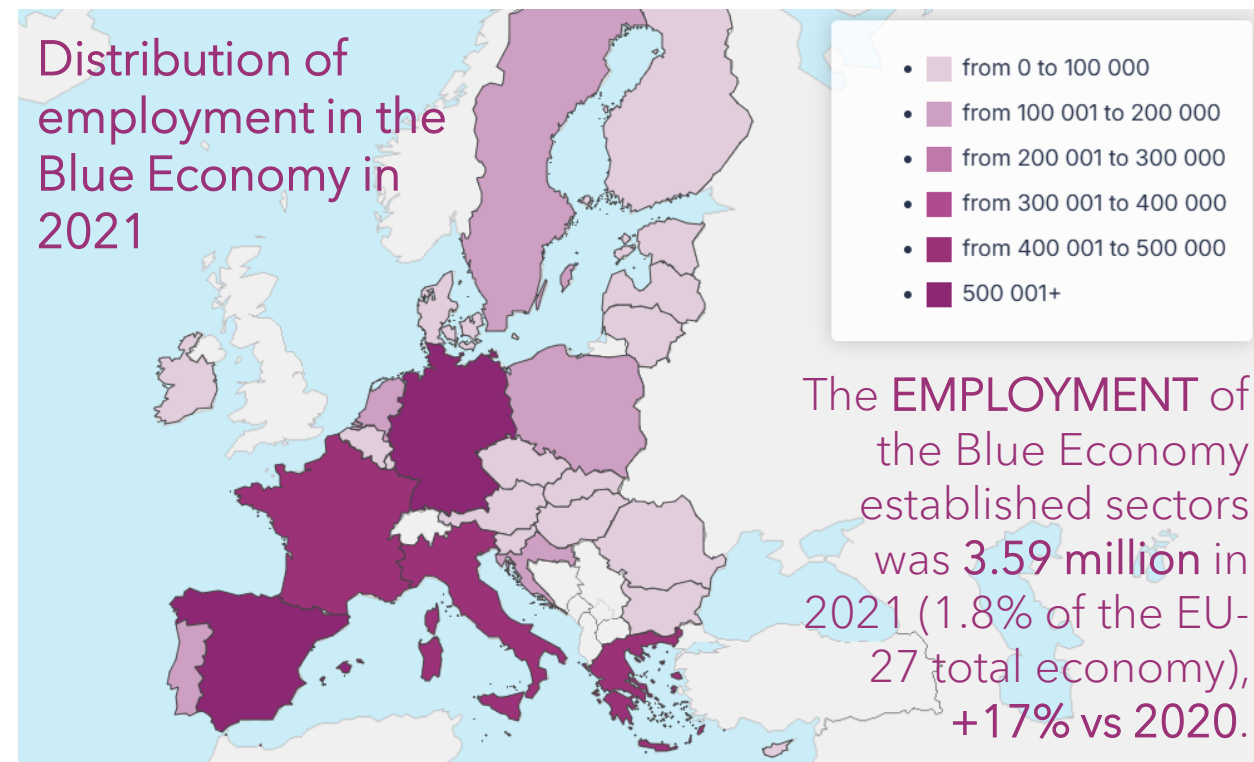 Distribution of
employment in the
Blue Economy in
2021
from 0 to 100 000
from 100 001 to 200 000
from 200 001 to 300 000
from 300 001 to 400 000
from 400 001 to 500 000
500 001+
The EMPLOYMENT of
the Blue Economy
established sectors
was 3.59 million in
2021 (1.8% of the EU-
27 total economy),
+17% vs 2020.